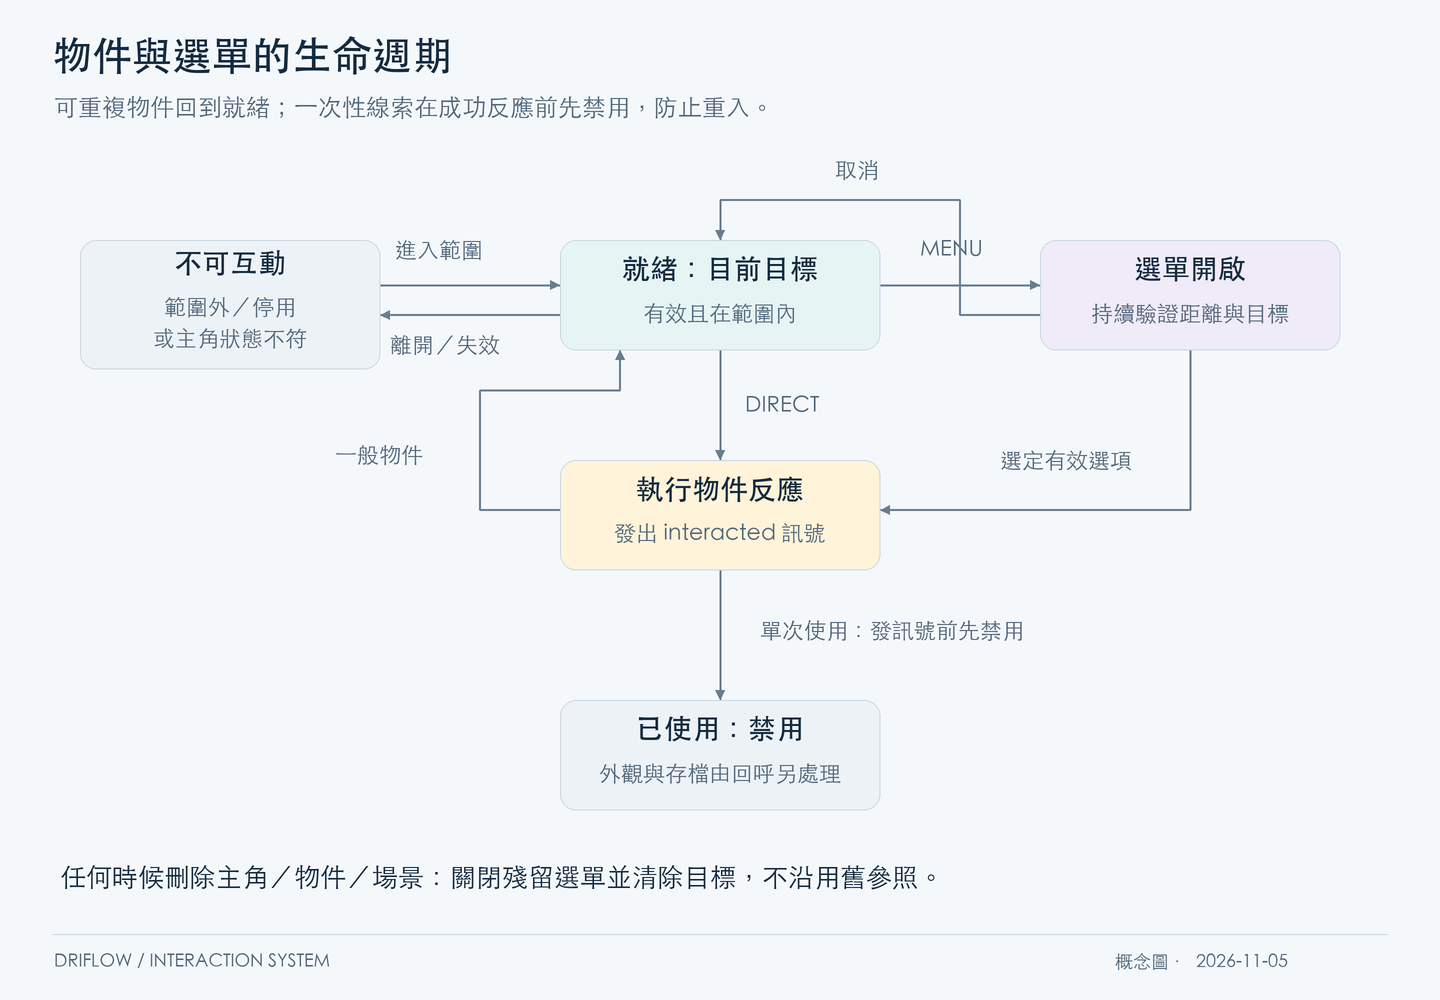 物件與選單的生命週期
可重複物件回到就緒；一次性線索在成功反應前先禁用，防止重入。
取消
不可互動
範圍外／停用
或主角狀態不符
進入範圍
離開／失效
就緒：目前目標
有效且在範圍內
MENU
選單開啟
持續驗證距離與目標
DIRECT
一般物件
選定有效選項
執行物件反應
發出 interacted 訊號
單次使用：發訊號前先禁用
已使用：禁用
外觀與存檔由回呼另處理
任何時候刪除主角／物件／場景：關閉殘留選單並清除目標，不沿用舊參照。
DRIFLOW / INTERACTION SYSTEM
概念圖 · 2026-11-05